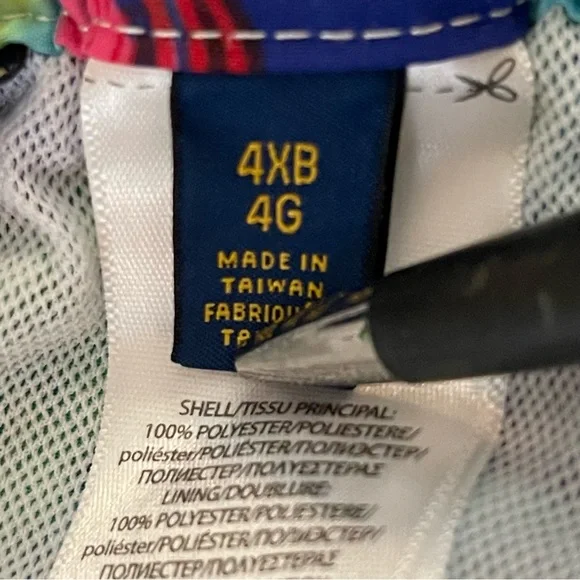 4XB
4G
MADE IN
TAIWAN
SHELL/TISSU PRINCIPAL:
100% POLYESTER/POLIESTERE/
poliéster/POLIÉSTER/ПОЛИЭСТЕР/
ПОЛИЕСТЕР/ΠΟΛΥΕΣΤΕΡΑΣ
LINING/DOUBLURE:
100% POLYESTER/POLIESTERE/
poliéster/POLIÉSTER/ПОЛИЭСТЕР/
ПОЛИЕСТЕР/ΠΟΛΥΕΣΤΕΡΑΣ